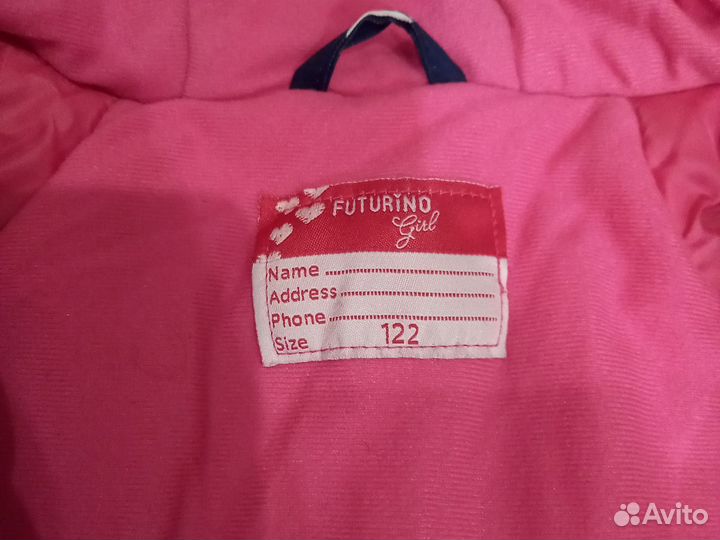 FUTURINO
Girl
Name
Address
Phone
Size 122
Avito